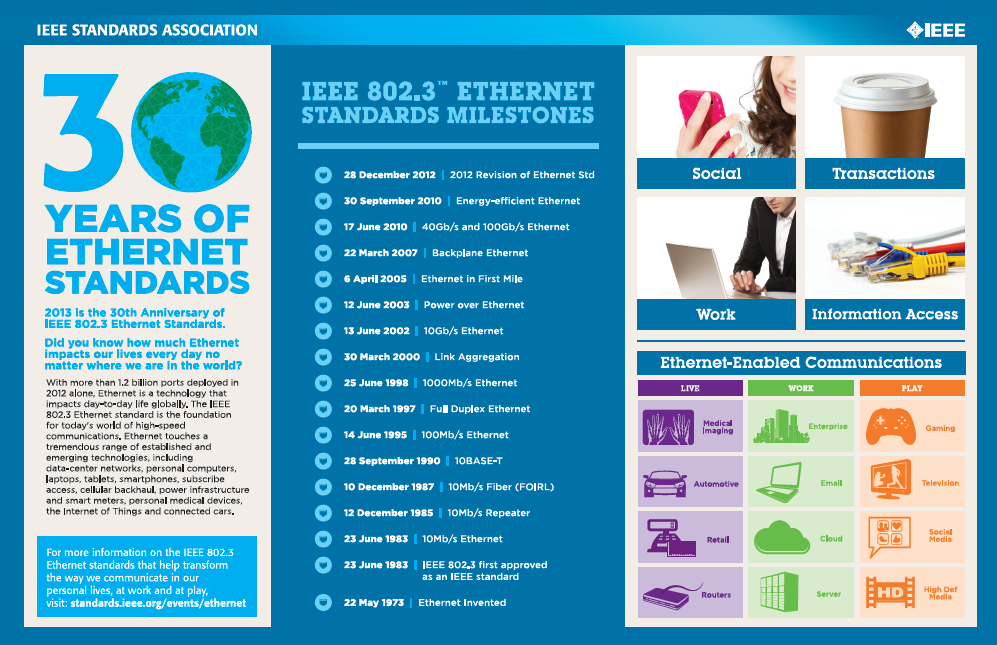 IEEE STANDARDS ASSOCIATION
IEEE
30
YEARS OF
ETHERNET
STANDARDS
2013 is the 30th Anniversary of
IEEE 802.3 Ethernet Standards.
Did you know how much Ethernet
impacts our lives every day no
matter where we are in the world?
With more than 1.2 billion ports deployed in
2012 alone, Ethernet is a technology that
impacts day-to-day life globally. The IEEE
802.3 Ethernet standard is the foundation
for today's world of high-speed
communications. Ethernet touches a
tremendous range of established and
emerging technologies, including
data-center networks, personal computers,
laptops, tablets, smartphones, subscribe
access, cellular backhaul, power infrastructure
and smart meters, personal medical devices,
the Internet of Things and connected cars.
For more information on the IEEE 802.3
Ethernet standards that help transform
the way we communicate in our
personal lives, at work and at play,
visit: standards.ieee.org/events/ethernet
IEEE 802.3™ ETHERNET
STANDARDS MILESTONES
28 December 2012 | 2012 Revision of Ethernet Std
30 September 2010 | Energy-efficient Ethernet
17 June 2010 | 40Gb/s and 100Gb/s Ethernet
22 March 2007 | Backplane Ethernet
6 April 2005 | Ethernet in First Mile
12 June 2003 | Power over Ethernet
13 June 2002 | 10Gb/s Ethernet
30 March 2000 | Link Aggregation
25 June 1998 | 1000Mb/s Ethernet
20 March 1997 | Full Duplex Ethernet
14 June 1995 | 100Mb/s Ethernet
28 September 1990 | 10BASE-T
10 December 1987 | 10Mb/s Fiber (FOIRL)
12 December 1985 | 10Mb/s Repeater
23 June 1983 | 10Mb/s Ethernet
23 June 1983 | IEEE 802.3 first approved
as an IEEE standard
22 May 1973 | Ethernet Invented
Social
Transactions
Work
Information Access
Ethernet-Enabled Communications
LIVE
WORK
PLAY
Medical
Imaging
Enterprise
Gaming
Automotive
Email
Television
Retail
Cloud
Social
Media
Routers
Server
HD
High Def
Media